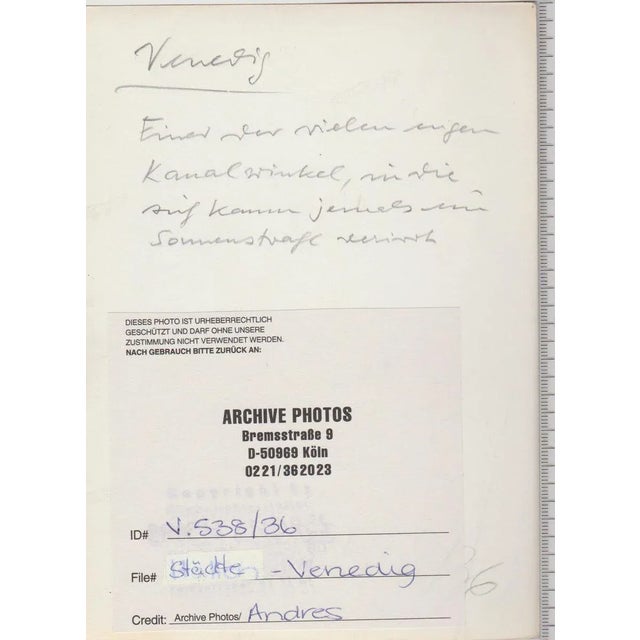 Venedig
Einer der vielen engen
Kanalwinkel, in die
sich kaum jemals ein
Sonnenstrahl verirrt
DIESES PHOTO IST URHEBERRECHTLICH
GESCHÜTZT UND DARF OHNE UNSERE
ZUSTIMMUNG NICHT VERWENDET WERDEN.
NACH GEBRAUCH BITTE ZURÜCK AN:
ARCHIVE PHOTOS
Bremsstraße 9
D-50969 Köln
0221/362023
ID# V.538/36
File# Städte - Venedig
Credit: Archive Photos/ Andres
36